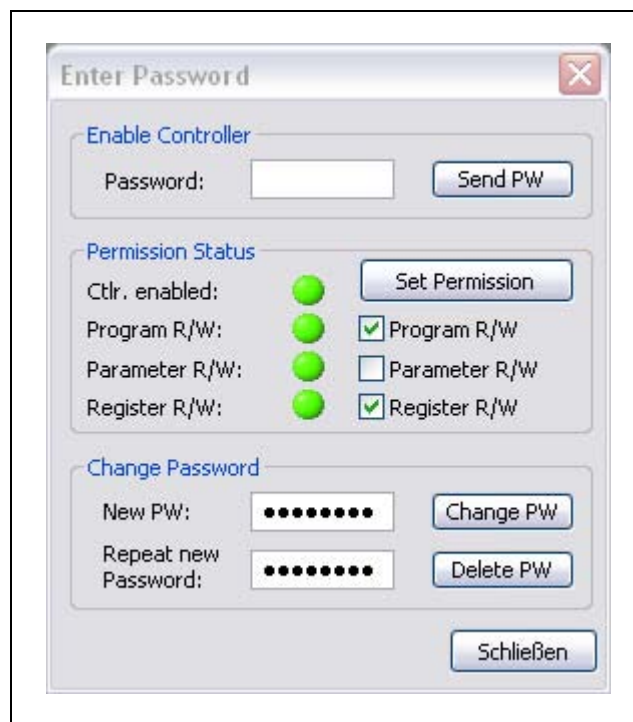 Enter Password
Enable Controller
Password:
Send PW
Permission Status
Ctlr. enabled:
Set Permission
Program R/W:
Program R/W
Parameter R/W:
Parameter R/W
Register R/W:
Register R/W
Change Password
New PW:
••••••••
Change PW
Repeat new
Password:
••••••••
Delete PW
Schließen